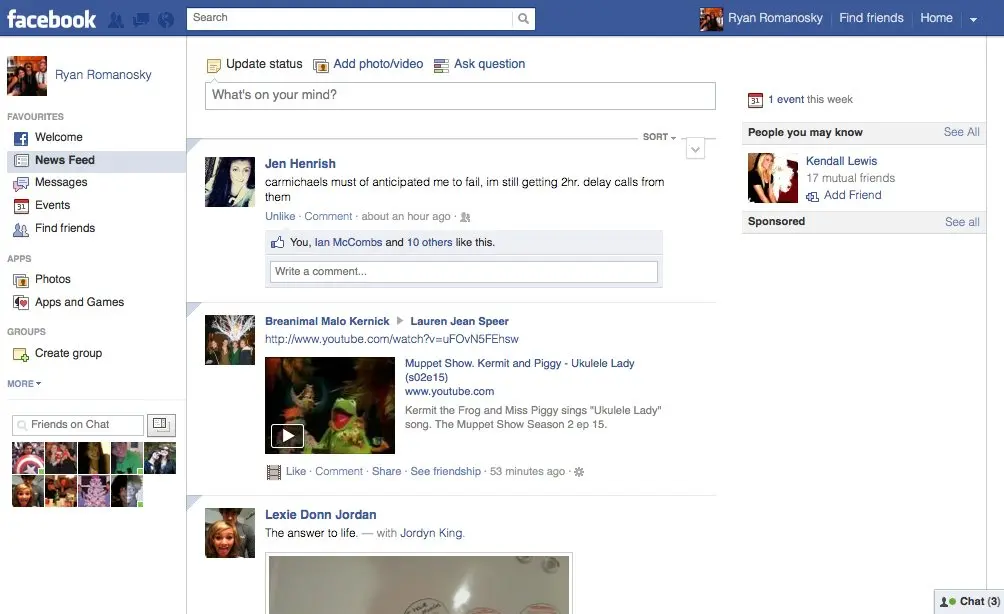 facebook
Search
Ryan Romanosky
Find friends
Home
Ryan Romanosky
FAVOURITES
Welcome
News Feed
Messages
31
Events
Find friends
APPS
Photos
Apps and Games
GROUPS
Create group
MORE
Friends on Chat
Update status
Add photo/video
Ask question
What's on your mind?
SORT
Jen Henrish
carmichaels must of anticipated me to fail, im still getting 2hr. delay calls from
them
Unlike · Comment · about an hour ago ·
You, Ian McCombs and 10 others like this.
Write a comment...
Breanimal Malo Kernick Lauren Jean Speer
http://www.youtube.com/watch?v=uFOvN5FEhsw
Muppet Show. Kermit and Piggy - Ukulele Lady
(s02e15)
www.youtube.com
Kermit the Frog and Miss Piggy sings "Ukulele Lady"
song. The Muppet Show Season 2 ep 15.
Like · Comment · Share · See friendship · 53 minutes ago ·
Lexie Donn Jordan
The answer to life. — with Jordyn King.
31
1 event this week
People you may know
See All
Kendall Lewis
17 mutual friends
Add Friend
Sponsored
See all
Chat (3)